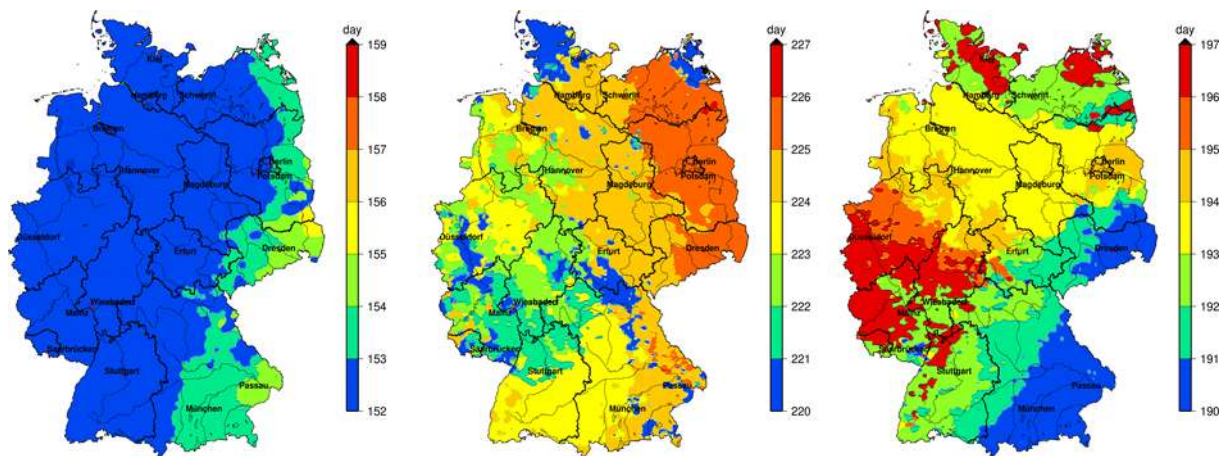 day
159
158
157
156
155
154
153
152
Kiel
Hamburg
Schwerin
Bremen
Berlin
Potsdam
Hannover
Magdeburg
Düsseldorf
Erfurt
Dresden
Wiesbaden
Mainz
Saarbrücken
Stuttgart
Passau
München
day
227
226
225
224
223
222
221
220
Hamburg
Schwerin
Bremen
Berlin
Potsdam
Hannover
Magdeburg
Düsseldorf
Erfurt
Dresden
Wiesbaden
Mainz
Saarbrücken
Stuttgart
Passau
München
day
197
196
195
194
193
192
191
190
Hamburg
Schwerin
Bremen
Berlin
Potsdam
Hannover
Magdeburg
Düsseldorf
Erfurt
Dresden
Wiesbaden
Mainz
Saarbrücken
Stuttgart
Passau
München